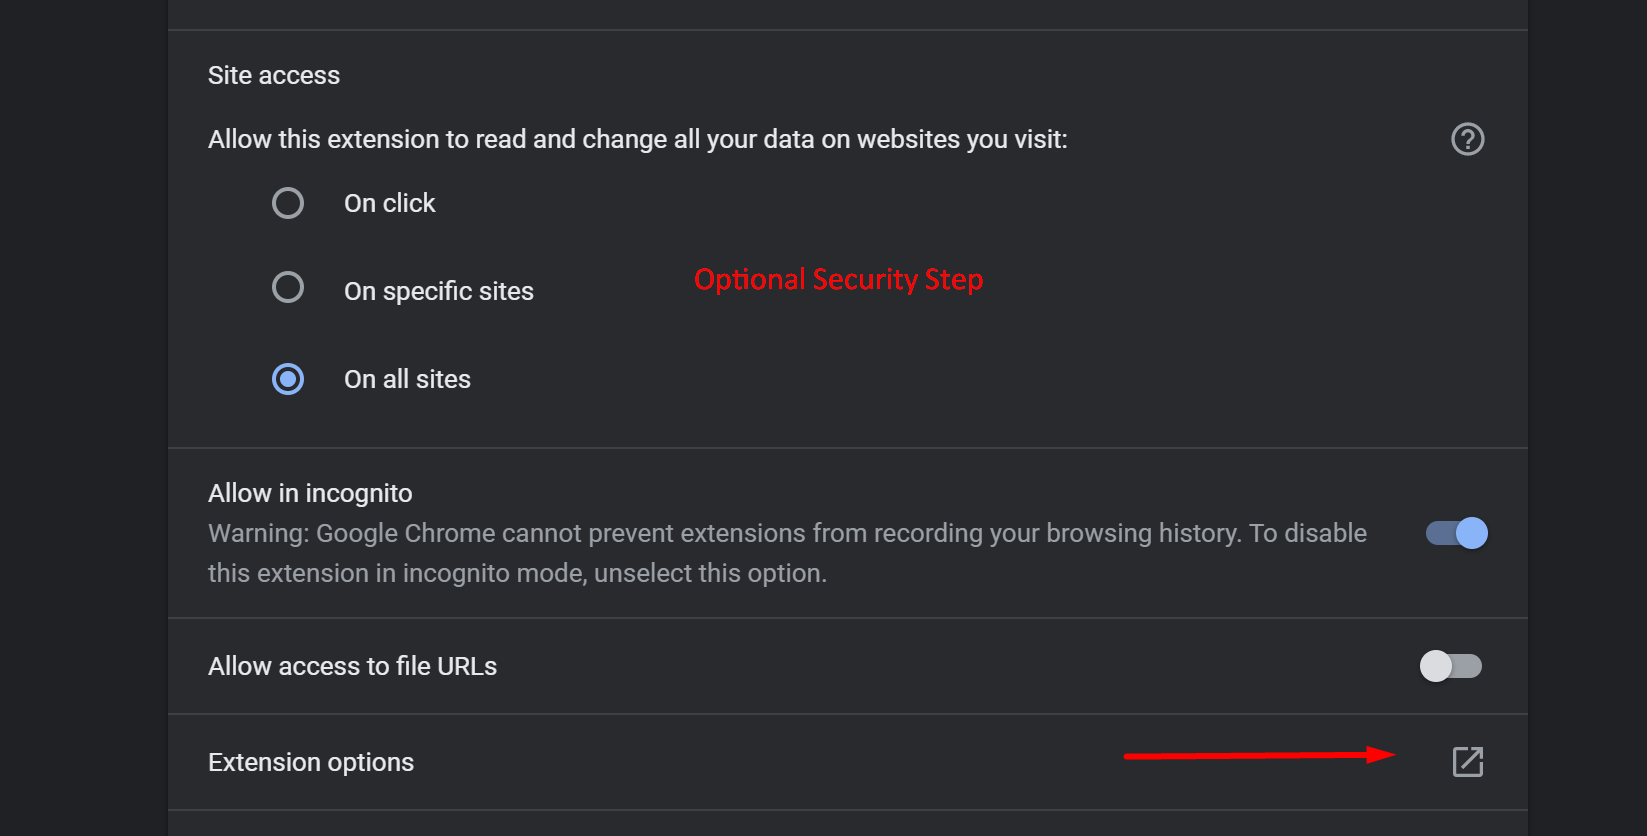 Site access
Allow this extension to read and change all your data on websites you visit:
On click
Optional Security Step
On specific sites
On all sites
Allow in incognito
Warning: Google Chrome cannot prevent extensions from recording your browsing history. To disable
this extension in incognito mode, unselect this option.
Allow access to file URLs
Extension options